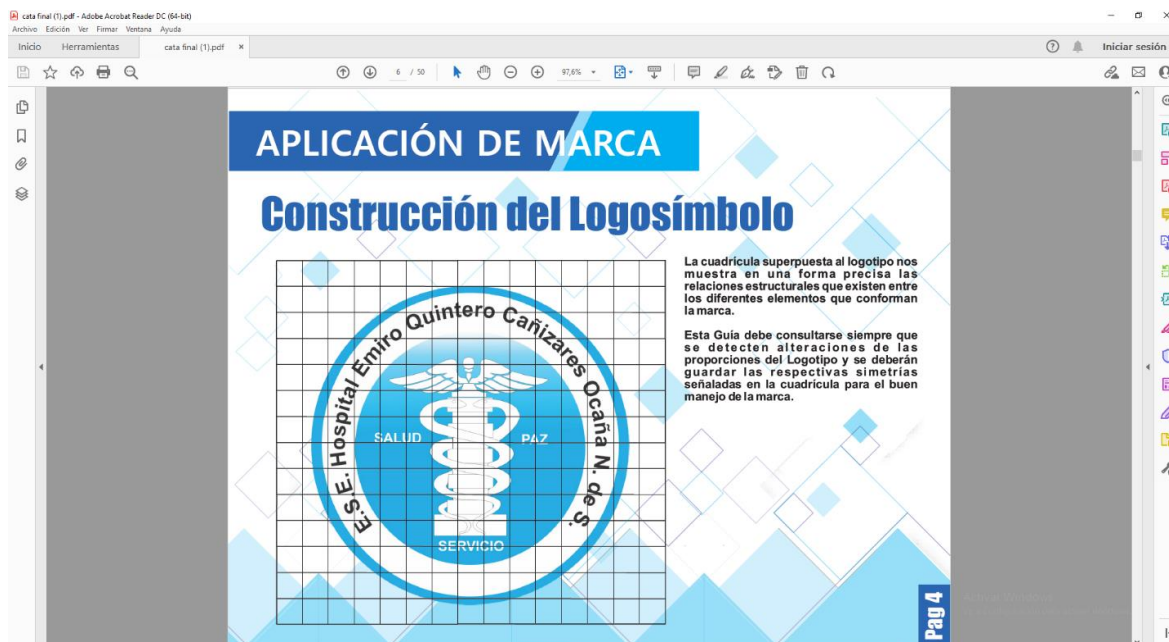 cata final (1).pdf - Adobe Acrobat Reader DC (64-bit)
Archivo Edición Ver Firmar Ventana Ayuda
Inicio Herramientas cata final (1).pdf × Iniciar sesión
6 / 50 97,6%
APLICACIÓN DE MARCA
Construcción del Logosímbolo
La cuadrícula superpuesta al logotipo nos
muestra en una forma precisa las
relaciones estructurales que existen entre
los diferentes elementos que conforman
la marca.
Esta Guía debe consultarse siempre que
se detecten alteraciones de las
proporciones del Logotipo y se deberán
guardar las respectivas simetrías
señaladas en la cuadrícula para el buen
manejo de la marca.
E.S.E. Hospital Emiro Quintero Cañizares Ocaña N. de S.
SALUD PAZ
SERVICIO
Pag 4
Activar Windows